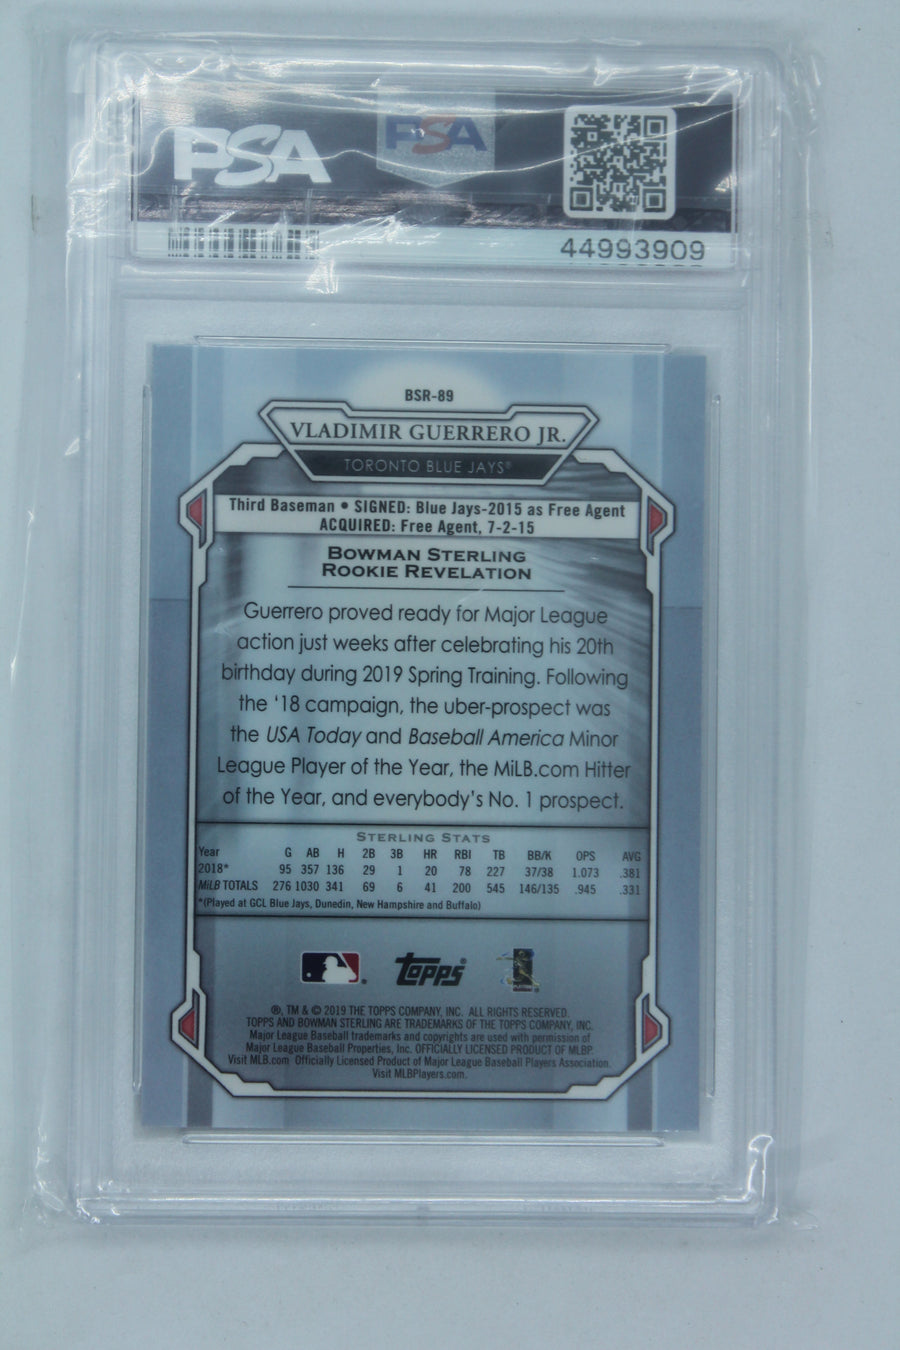 PSA
PSA
44993909
BSR-89
VLADIMIR GUERRERO JR.
TORONTO BLUE JAYS®
Third Baseman • SIGNED: Blue Jays-2015 as Free Agent
ACQUIRED: Free Agent, 7-2-15
BOWMAN STERLING
ROOKIE REVELATION
Guerrero proved ready for Major League
action just weeks after celebrating his 20th
birthday during 2019 Spring Training. Following
the '18 campaign, the uber-prospect was
the USA Today and Baseball America Minor
League Player of the Year, the MiLB.com Hitter
of the Year, and everybody's No. 1 prospect.
STERLING STATS
Year G AB H 2B 3B HR RBI TB BB/K OPS AVG
2018* 95 357 136 29 1 20 78 227 37/38 1.073 .381
MiLB TOTALS 276 1030 341 69 6 41 200 545 146/135 .945 .331
*(Played at GCL Blue Jays, Dunedin, New Hampshire and Buffalo)
Topps®
®, TM & © 2019 THE TOPPS COMPANY, INC. ALL RIGHTS RESERVED.
TOPPS AND BOWMAN STERLING ARE TRADEMARKS OF THE TOPPS COMPANY, INC.
Major League Baseball trademarks and copyrights are used with permission of
Major League Baseball Properties, Inc. OFFICIALLY LICENSED PRODUCT OF MLBP.
Visit MLB.com Officially Licensed Product of Major League Baseball Players Association.
Visit MLBPlayers.com.